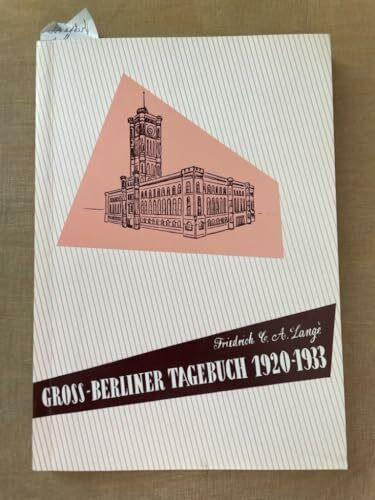 Friedrich C. A. Lange
GROSS-BERLINER TAGEBUCH 1920-1933